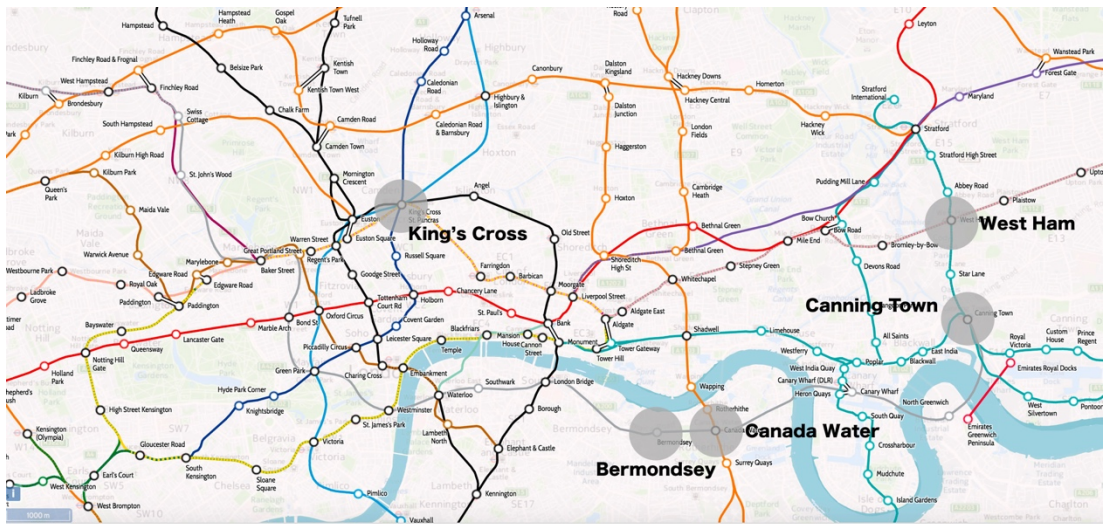 Hampstead
Hampstead
Heath
Gospel
Oak
Tufnell
Park
Arsenal
Leyton
Wanstead Park
Finchley Road & Frognal
Belsize Park
Kentish
Town
Holloway
Road
Canonbury
Dalston
Kingsland
Hackney Downs
Homerton
Stratford
International
Forest Gate
West Hampstead
Kilburn
Brondesbury
Finchley Road
Kentish Town West
Caledonian
Road
Highbury &
Islington
Hackney Central
Maryland
Swiss
Cottage
Chalk Farm
Dalston
Junction
South Hampstead
Camden Road
Caledonian Road
& Barnsbury
London
Fields
Hackney
Wick
Stratford
Kilburn High Road
Camden Town
Haggerston
Stratford High Street
Queen's
Park
Kilburn Park
St. John's Wood
Mornington
Crescent
Angel
Hoxton
Cambridge
Heath
Pudding Mill Lane
Abbey Road
Plaistow
Upto
Maida Vale
Euston
King's Cross
St. Pancras
King's Cross
Old Street
Bethnal Green
Bow Church
Bow Road
West Ham
Warwick Avenue
Great Portland Street
Warren Street
Euston Square
Mile End
Bromley-by-Bow
Westbourne Park
Edgware Road
Marylebone
Baker Street
Regent's Park
Russell Square
Farringdon
Barbican
Moorgate
Shoreditch
High St
Bethnal Green
Stepney Green
Devons Road
Star Lane
Royal Oak
Edgware Road
Goodge Street
Whitechapel
Ladbroke
Grove
Paddington
Paddington
Tottenham
Court Rd
Holborn
Chancery Lane
Liverpool Street
Canning Town
Canning Town
Bayswater
Marble Arch
Bond St
Oxford Circus
Covent Garden
St. Paul's
Bank
Aldgate East
Aldgate
Lancaster Gate
Queensway
Notting Hill
Gate
Piccadilly Circus
Leicester Square
Blackfriars
Temple
Mansion
House
Cannon
Street
Monument
Tower Hill
Tower Gateway
Shadwell
Limehouse
Westferry
All Saints
Poplar
East India
Blackwall
Royal
Victoria
Custom
House
Prince
Regent
Holland
Park
Green Park
Charing Cross
Embankment
West India Quay
Canary Wharf (DLR)
Canary Wharf
Heron Quays
Emirates Royal Docks
Hyde Park Corner
Knightsbridge
Southwark
London Bridge
Wapping
North Greenwich
West
Silvertown
Pontoon
High Street Kensington
Westminster
Waterloo
Borough
Rotherhithe
South Quay
Emirates
Greenwich
Peninsula
Kensington
(Olympia)
Gloucester Road
St. James's Park
Victoria
Lambeth
North
Elephant & Castle
Bermondsey
Bermondsey
Canada Water
Crossharbour
Earl's Court
South
Kensington
Sloane
Square
Surrey Quays
Mudchute
West Kensington
West Brompton
Pimlico
Vauxhall
Kennington
Island Gardens
1000 m